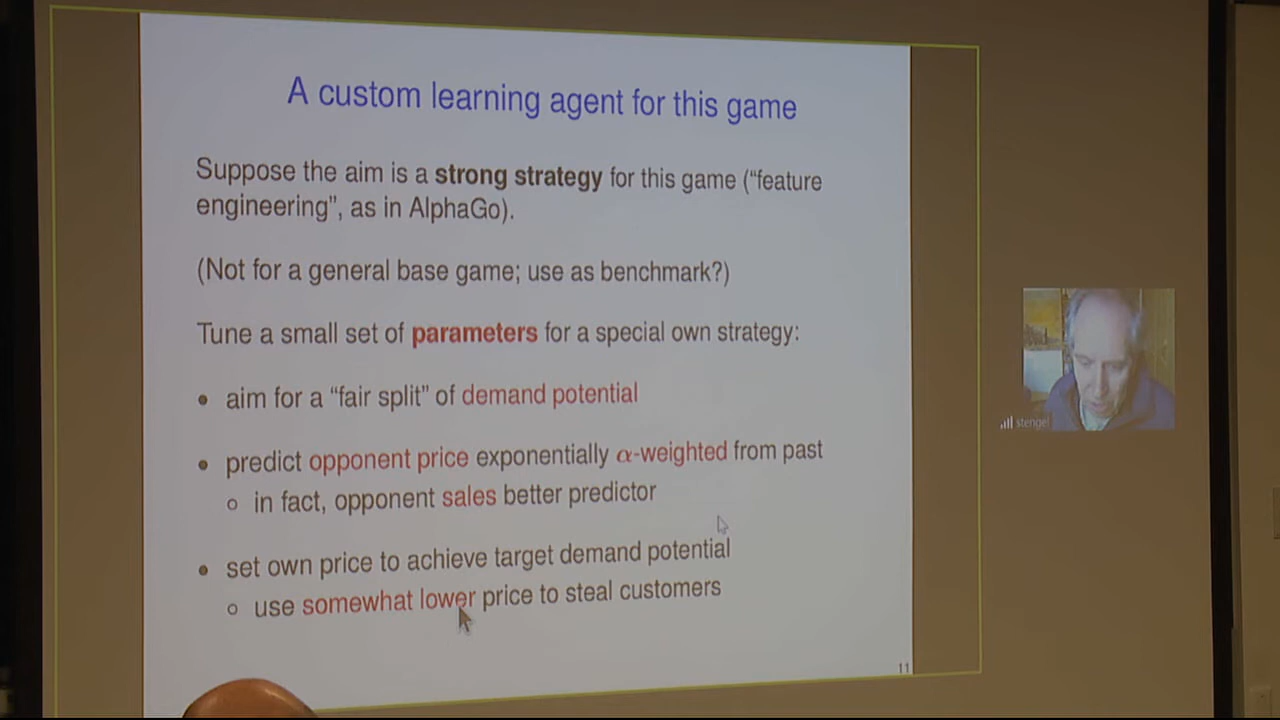 A custom learning agent for this game
Suppose the aim is a strong strategy for this game (“feature
engineering”, as in AlphaGo).
(Not for a general base game; use as benchmark?)
Tune a small set of parameters for a special own strategy:
• aim for a “fair split” of demand potential
• predict opponent price exponentially α-weighted from past
○ in fact, opponent sales better predictor
• set own price to achieve target demand potential
○ use somewhat lower price to steal customers
11
stengel